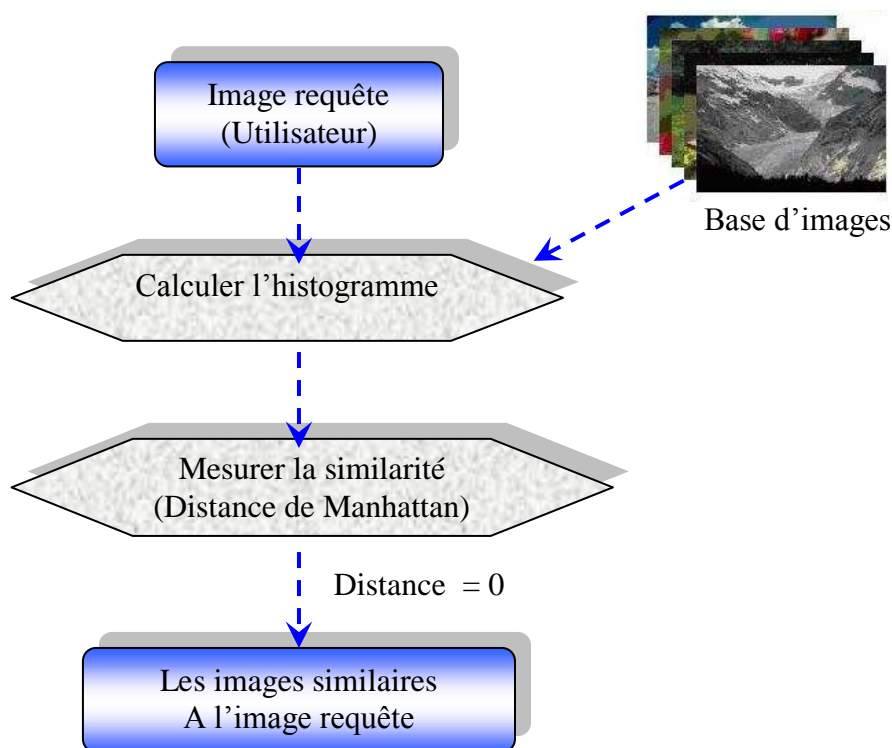 Image requête
(Utilisateur)
Base d’images
Calculer l’histogramme
Mesurer la similarité
(Distance de Manhattan)
Distance = 0
Les images similaires
A l’image requête